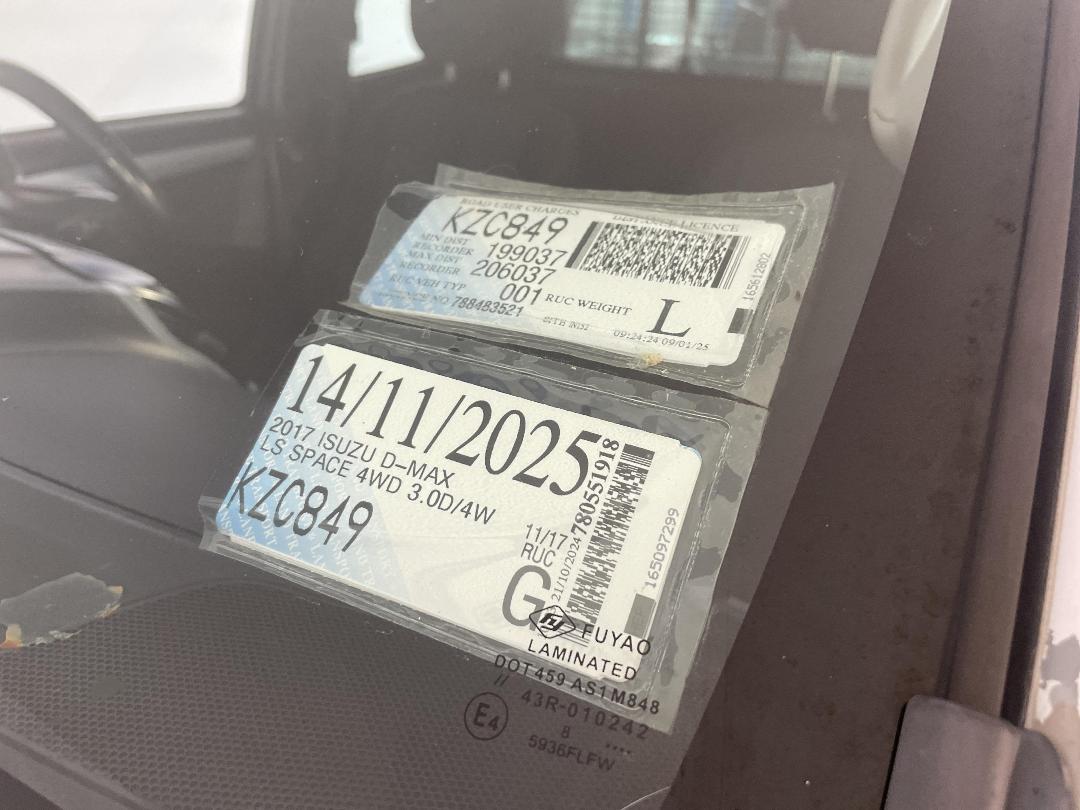 ROAD USER CHARGES
DISTANCE LICENCE
KZC849
MIN DIST
RECORDER 199037
MAX DIST
RECORDER 206037
RUC VEH TYP 001
RUC WEIGHT L
LICENCE NO 788483521
09:24:24 09/01/25
165612802
14/11/2025
2017 ISUZU D-MAX
LS SPACE 4WD 3.0D/4W
KZC849
11/17
RUC
G
21/10/2024
780551918
165097299
FUYAO
LAMINATED
DOT459 AS1 M848
// 43R-010242
E4
8 ....
5936FLFW